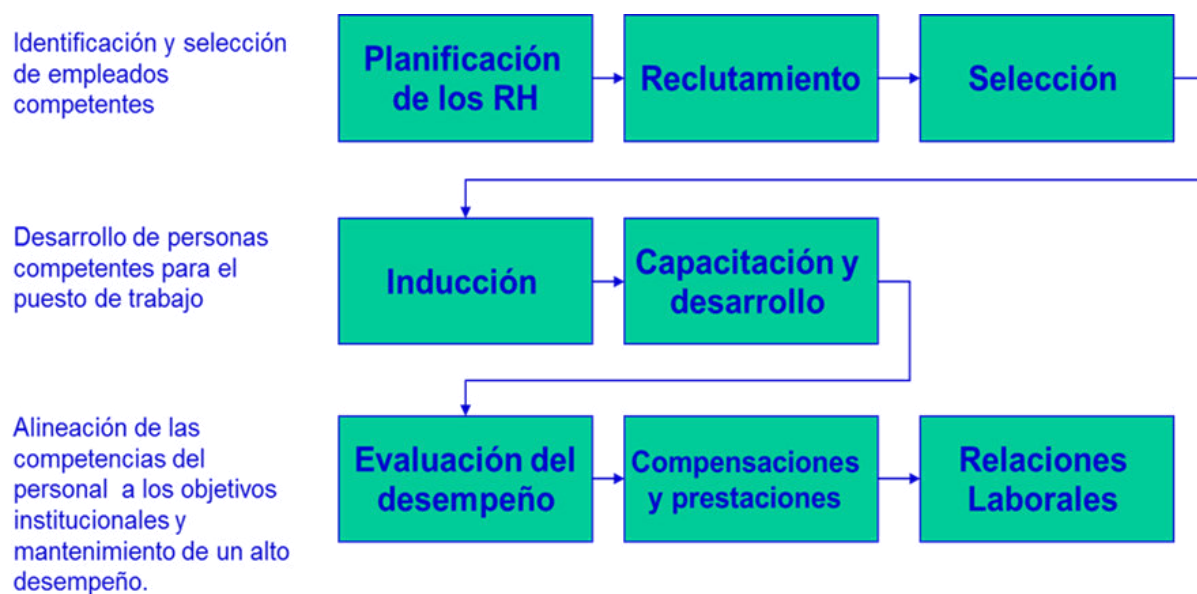 Identificación y selección
de empleados
competentes
Planificación
de los RH
Reclutamiento
Selección
Desarrollo de personas
competentes para el
puesto de trabajo
Inducción
Capacitación y
desarrollo
Alineación de las
competencias del
personal a los objetivos
institucionales y
mantenimiento de un alto
desempeño.
Evaluación del
desempeño
Compensaciones
y prestaciones
Relaciones
Laborales